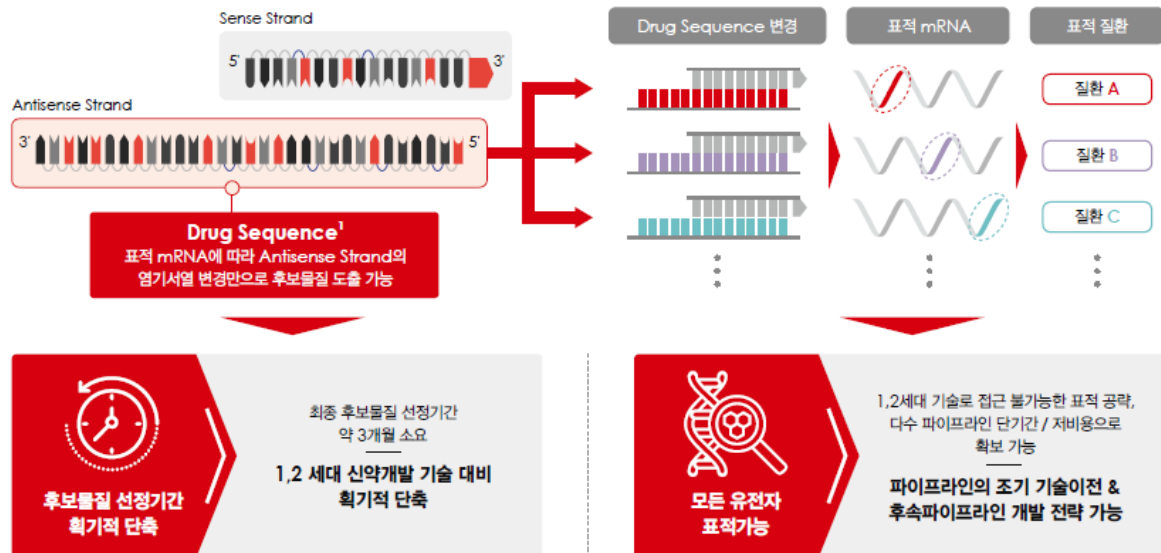 Sense Strand
5'
3'
Antisense Strand
3'
5'
Drug Sequence¹
표적 mRNA에 따라 Antisense Strand의
염기서열 변경만으로 후보물질 도출 가능
Drug Sequence 변경
표적 mRNA
표적 질환
질환 A
질환 B
질환 C
후보물질 선정기간
획기적 단축
최종 후보물질 선정기간
약 3개월 소요
1,2 세대 신약개발 기술 대비
획기적 단축
모든 유전자
표적가능
1,2세대 기술로 접근 불가능한 표적 공략,
다수 파이프라인 단기간 / 저비용으로
확보 가능
파이프라인의 조기 기술이전 &
후속파이프라인 개발 전략 가능